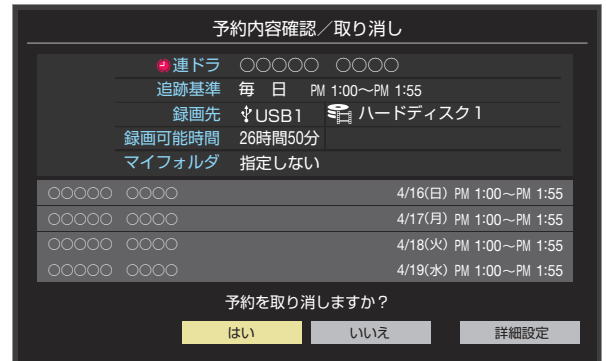 予約内容確認／取り消し
連ドラ ○○○○○ ○○○○
追跡基準 毎 日 PM 1:00～PM 1:55
録画先 USB1 ハードディスク1
録画可能時間 26時間50分
マイフォルダ 指定しない
○○○○○ ○○○○ 4/16(日) PM 1:00～PM 1:55
○○○○○ ○○○○ 4/17(月) PM 1:00～PM 1:55
○○○○○ ○○○○ 4/18(火) PM 1:00～PM 1:55
○○○○○ ○○○○ 4/19(水) PM 1:00～PM 1:55
予約を取り消しますか？
はい いいえ 詳細設定